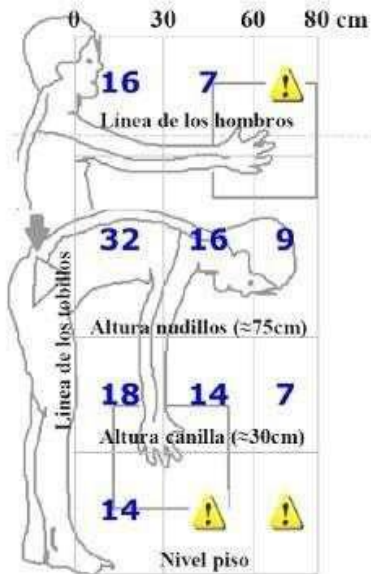 0 30 60 80 cm
16 7
Línea de los hombros
32 16 9
Línea de los tobillos
Altura nudillos (≈75cm)
18 14 7
Altura canilla (≈30cm)
14
Nivel piso